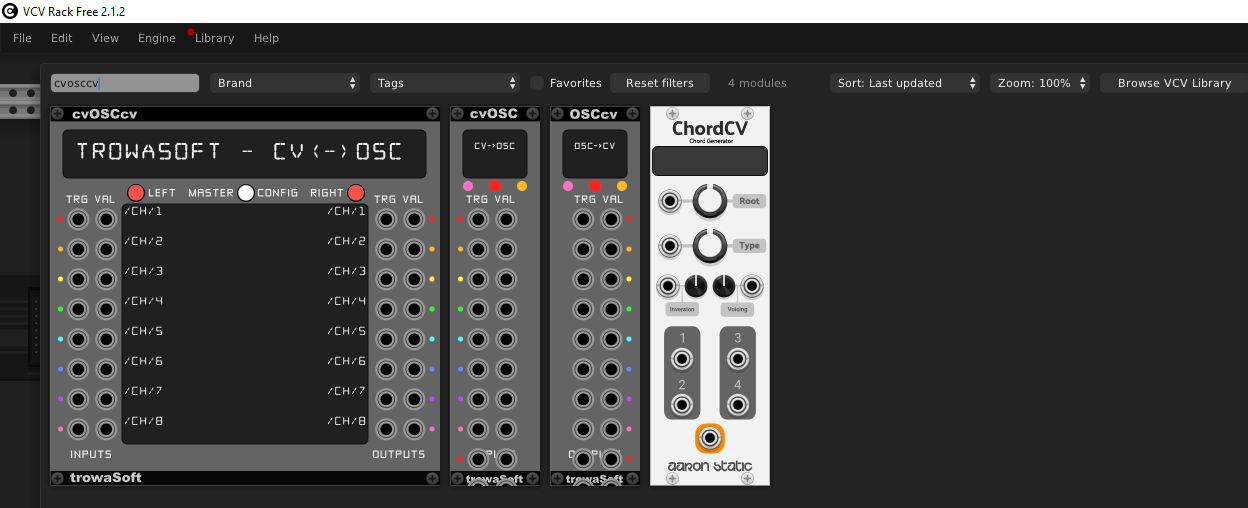 VCV Rack Free 2.1.2
File Edit View Engine Library Help
cvosccv Brand Tags Favorites Reset filters 4 modules Sort: Last updated Zoom: 100% Browse VCV Library
cvOSCcv
TROWASOFT - CV<->OSC
TRG VAL LEFT MASTER CONFIG RIGHT TRG VAL
/CH/1 /CH/1
/CH/2 /CH/2
/CH/3 /CH/3
/CH/4 /CH/4
/CH/5 /CH/5
/CH/6 /CH/6
/CH/7 /CH/7
/CH/8 /CH/8
INPUTS OUTPUTS
trowaSoft
cvOSC
CV->OSC
TRG VAL
trowaSoft
OSCcv
OSC->CV
TRG VAL
trowaSoft
ChordCV
Chord Generator
Root
Type
Inversion Voicing
1 3
2 4
aaron static